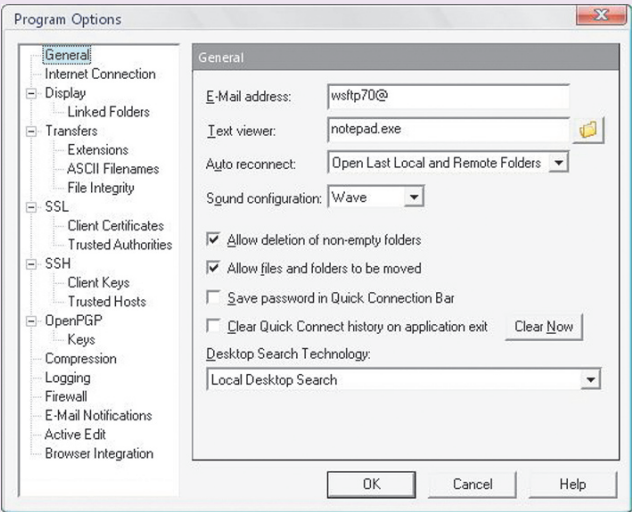 Program Options
General
Internet Connection
Display
Linked Folders
Transfers
Extensions
ASCII Filenames
File Integrity
SSL
Client Certificates
Trusted Authorities
SSH
Client Keys
Trusted Hosts
OpenPGP
Keys
Compression
Logging
Firewall
E-Mail Notifications
Active Edit
Browser Integration
General
E-Mail address: wsftp70@
Text viewer: notepad.exe
Auto reconnect: Open Last Local and Remote Folders
Sound configuration: Wave
Allow deletion of non-empty folders
Allow files and folders to be moved
Save password in Quick Connection Bar
Clear Quick Connect history on application exit Clear Now
Desktop Search Technology:
Local Desktop Search
OK Cancel Help